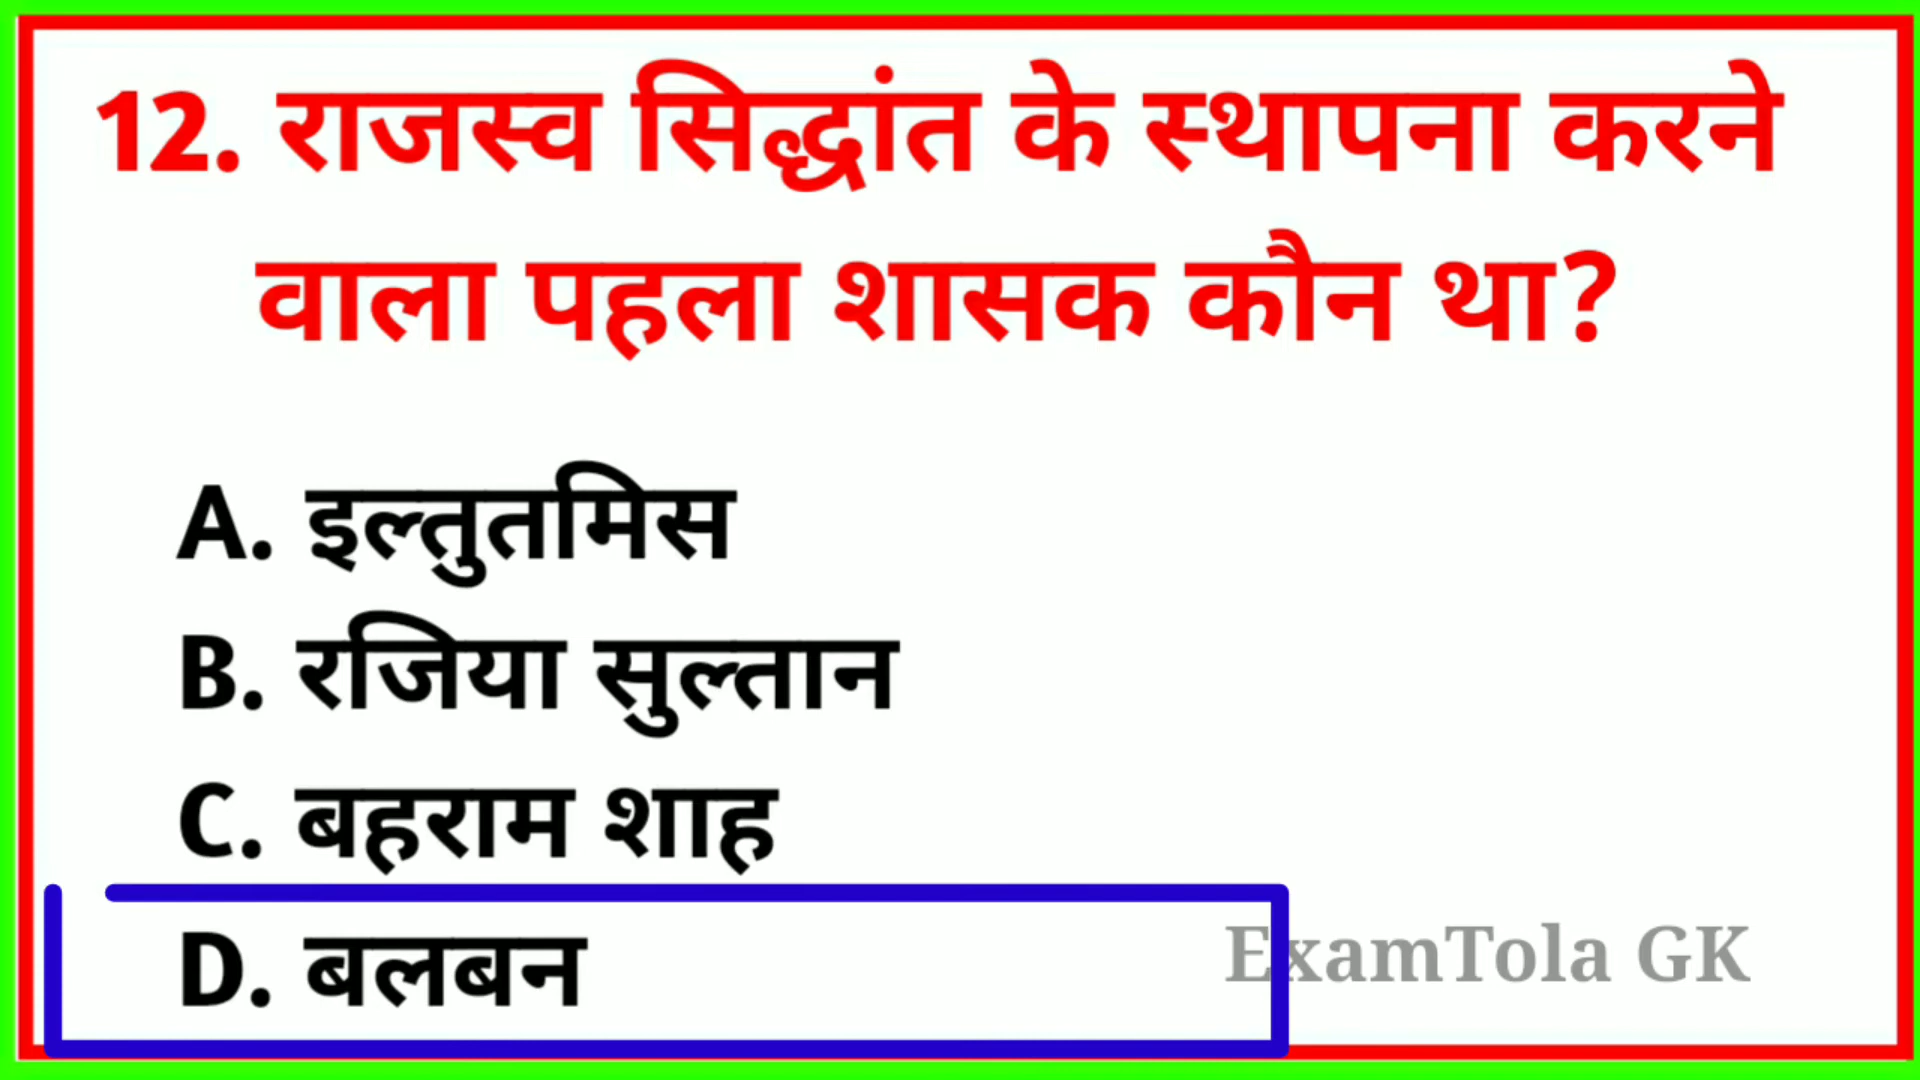 12. राजस्व सिद्धांत के स्थापना करने
वाला पहला शासक कौन था?
A. इल्तुतमिस
B. रजिया सुल्तान
C. बहराम शाह
D. बलबन
ExamTola GK